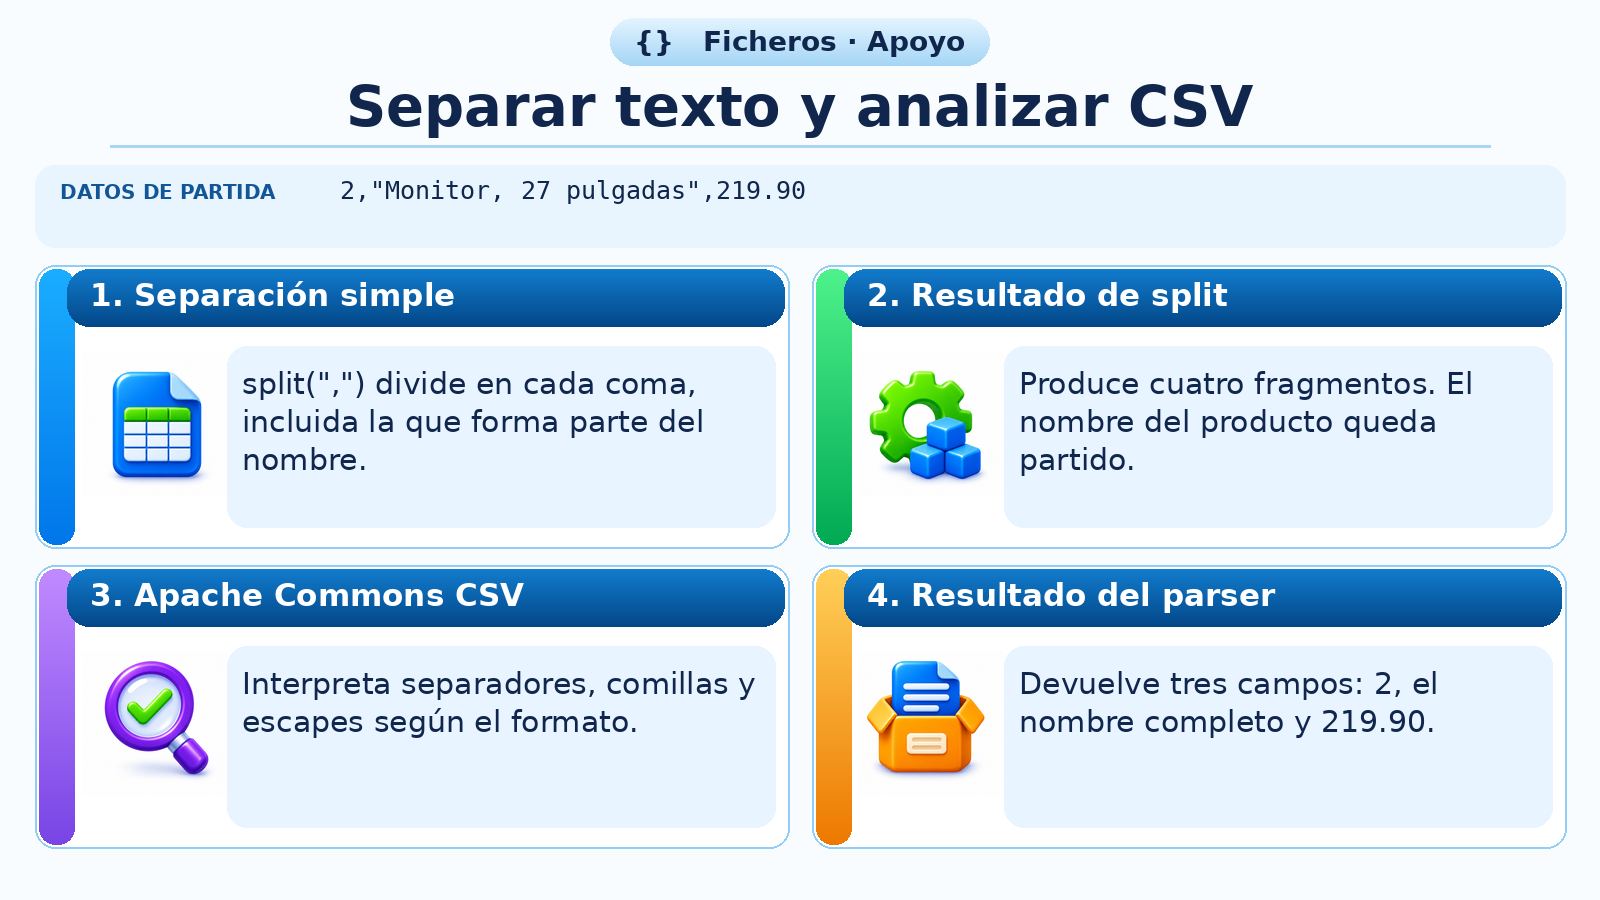 {} Ficheros · Apoyo
Separar texto y analizar CSV
DATOS DE PARTIDA 2,"Monitor, 27 pulgadas",219.90
1. Separación simple
split(",") divide en cada coma,
incluida la que forma parte del
nombre.
2. Resultado de split
Produce cuatro fragmentos. El
nombre del producto queda
partido.
3. Apache Commons CSV
Interpreta separadores, comillas y
escapes según el formato.
4. Resultado del parser
Devuelve tres campos: 2, el
nombre completo y 219.90.